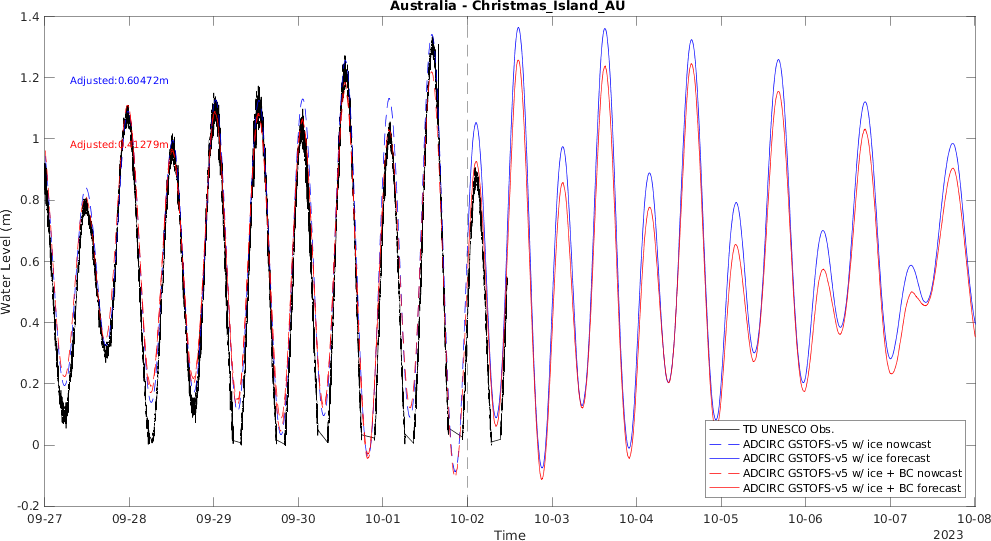 Australia - Christmas_Island_AU
1.4
1.2
1
0.8
0.6
0.4
0.2
0
-0.2
Water Level (m)
Adjusted:0.60472m
Adjusted:0.41279m
TD UNESCO Obs.
ADCIRC GSTOFS-v5 w/ ice nowcast
ADCIRC GSTOFS-v5 w/ ice forecast
ADCIRC GSTOFS-v5 w/ ice + BC nowcast
ADCIRC GSTOFS-v5 w/ ice + BC forecast
09-27 09-28 09-29 09-30 10-01 10-02 10-03 10-04 10-05 10-06 10-07 10-08
Time
2023